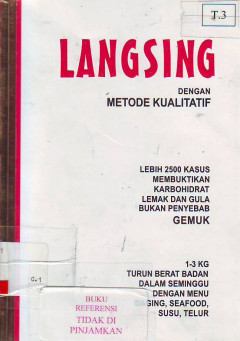 T.3
LANGSING
DENGAN
METODE KUALITATIF
LEBIH 2500 KASUS
MEMBUKTIKAN
KARBOHIDRAT
LEMAK DAN GULA
BUKAN PENYEBAB
GEMUK
1-3 KG
TURUN BERAT BADAN
DALAM SEMINGGU
DENGAN MENU
GING, SEAFOOD,
SUSU, TELUR
C.1
BUKU
REFERENSI
TIDAK DI
PINJAMKAN